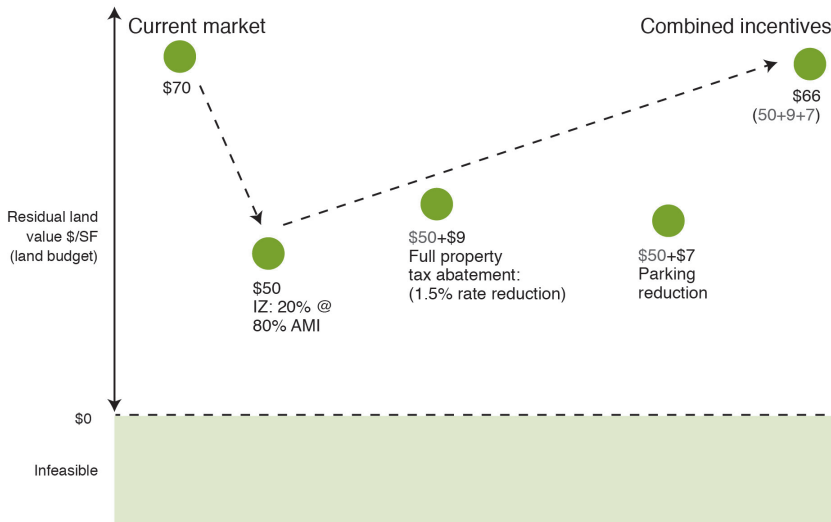 Current market
Combined incentives
$70
$66
(50+9+7)
Residual land
value $/SF
(land budget)
$50
IZ: 20% @
80% AMI
$50+$9
Full property
tax abatement:
(1.5% rate reduction)
$50+$7
Parking
reduction
$0
Infeasible